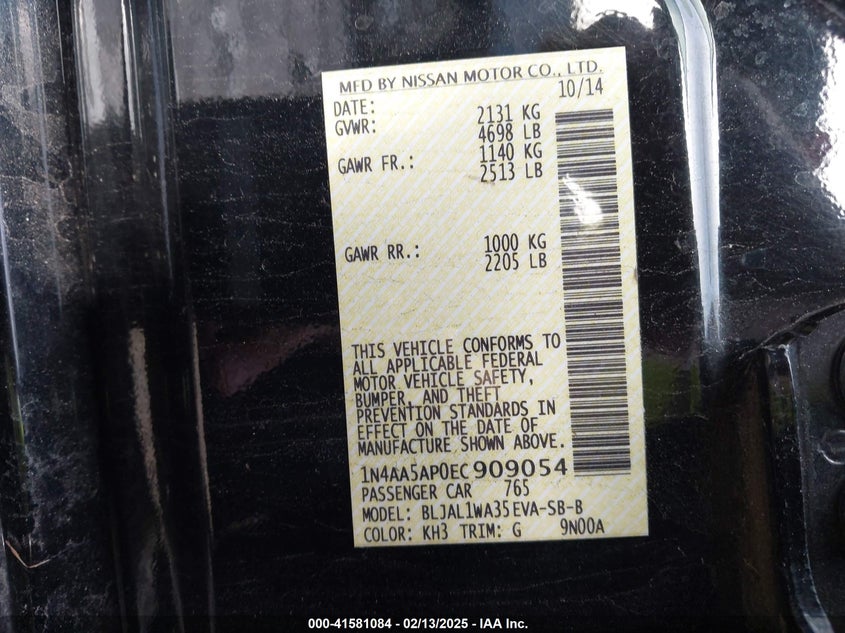 MFD BY NISSAN MOTOR CO., LTD.
DATE: 10/14
GVWR: 2131 KG
4698 LB
GAWR FR.: 1140 KG
2513 LB
GAWR RR.: 1000 KG
2205 LB
THIS VEHICLE CONFORMS TO
ALL APPLICABLE FEDERAL
MOTOR VEHICLE SAFETY,
BUMPER, AND THEFT
PREVENTION STANDARDS IN
EFFECT ON THE DATE OF
MANUFACTURE SHOWN ABOVE.
1N4AA5AP0EC909054
PASSENGER CAR 765
MODEL: BLJAL1WA35EVA-SB-B
COLOR: KH3 TRIM: G 9N00A
000-41581084 - 02/13/2025 - IAA Inc.